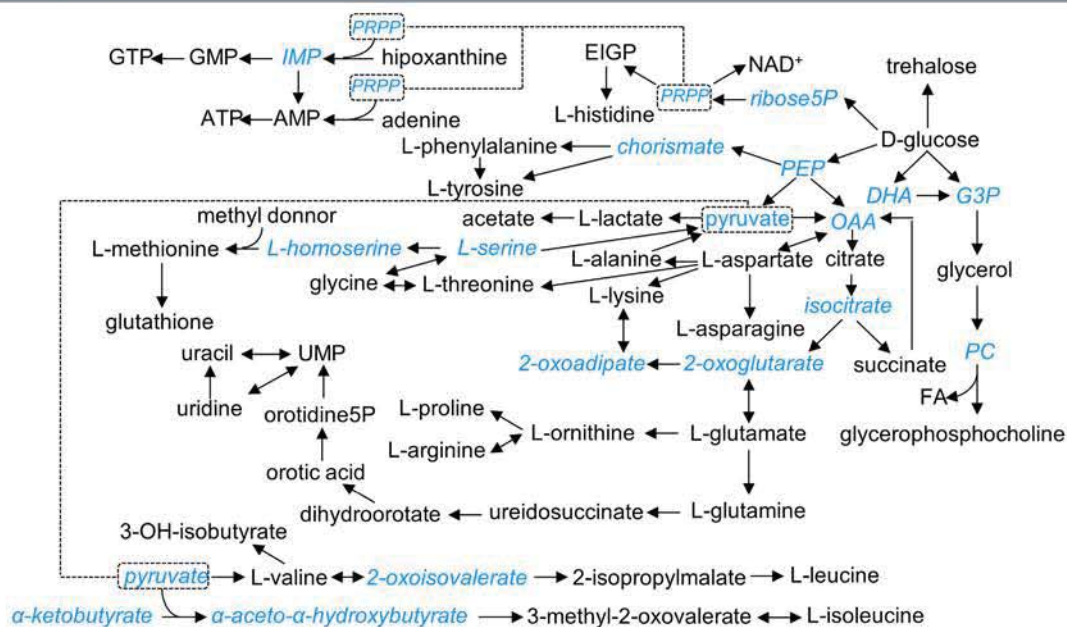 PRPP
GTP GMP IMP hipoxanthine EIGP NAD+ trehalose
PRPP PRPP ribose5P
ATP AMP adenine L-histidine D-glucose
L-phenylalanine chorismate PEP
L-tyrosine DHA G3P
methyl donnor acetate L-lactate pyruvate OAA
L-methionine L-homoserine L-serine L-alanine L-aspartate citrate
glycine L-threonine glycerol
L-lysine isocitrate
glutathione L-asparagine
uracil UMP 2-oxoadipate 2-oxoglutarate succinate PC
uridine orotidine5P L-proline FA
L-arginine L-ornithine L-glutamate glycerophosphocholine
orotic acid
dihydroorotate ureidosuccinate L-glutamine
3-OH-isobutyrate
pyruvate L-valine 2-oxoisovalerate 2-isopropylmalate L-leucine
α-ketobutyrate α-aceto-α-hydroxybutyrate 3-methyl-2-oxovalerate L-isoleucine